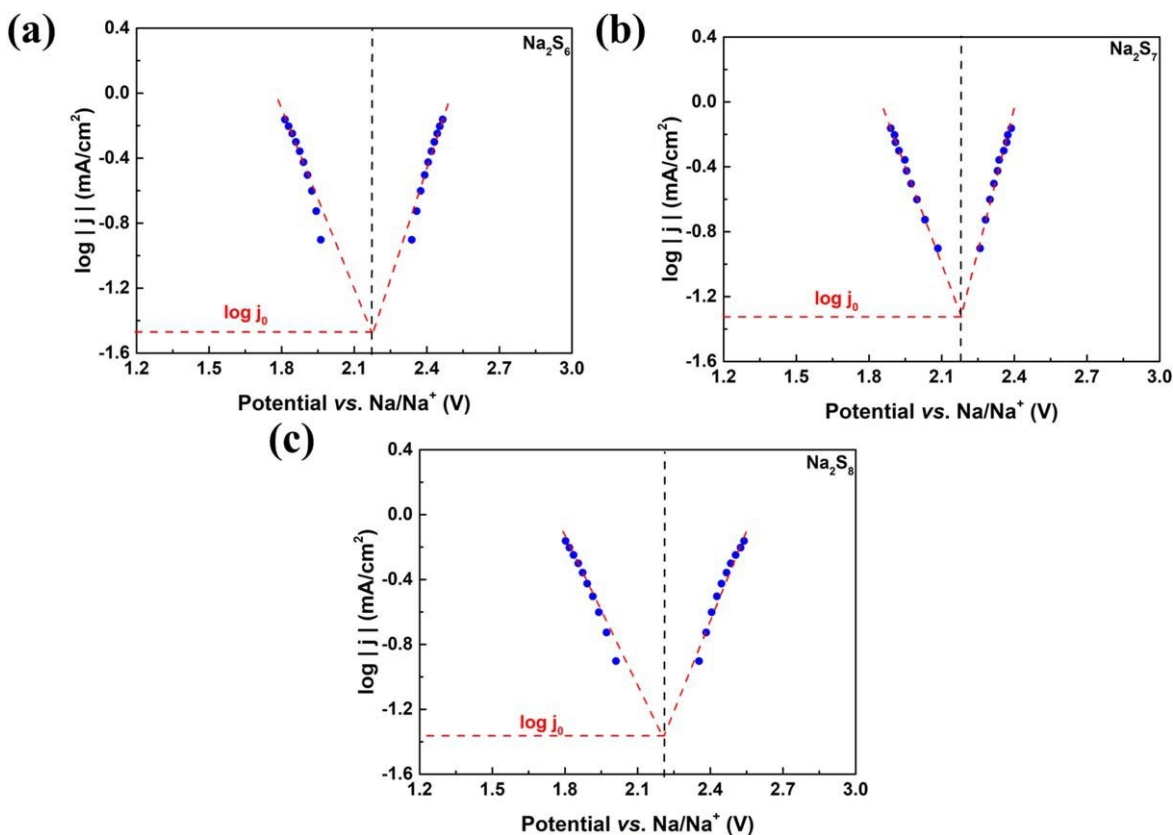 (a)
Na₂S₆
0.4
0.0
-0.4
-0.8
-1.2
-1.6
log | j | (mA/cm²)
log j₀
1.2 1.5 1.8 2.1 2.4 2.7 3.0
Potential vs. Na/Na⁺ (V)
(b)
Na₂S₇
0.4
0.0
-0.4
-0.8
-1.2
-1.6
log | j | (mA/cm²)
log j₀
1.2 1.5 1.8 2.1 2.4 2.7 3.0
Potential vs. Na/Na⁺ (V)
(c)
Na₂S₈
0.4
0.0
-0.4
-0.8
-1.2
-1.6
log | j | (mA/cm²)
log j₀
1.2 1.5 1.8 2.1 2.4 2.7 3.0
Potential vs. Na/Na⁺ (V)